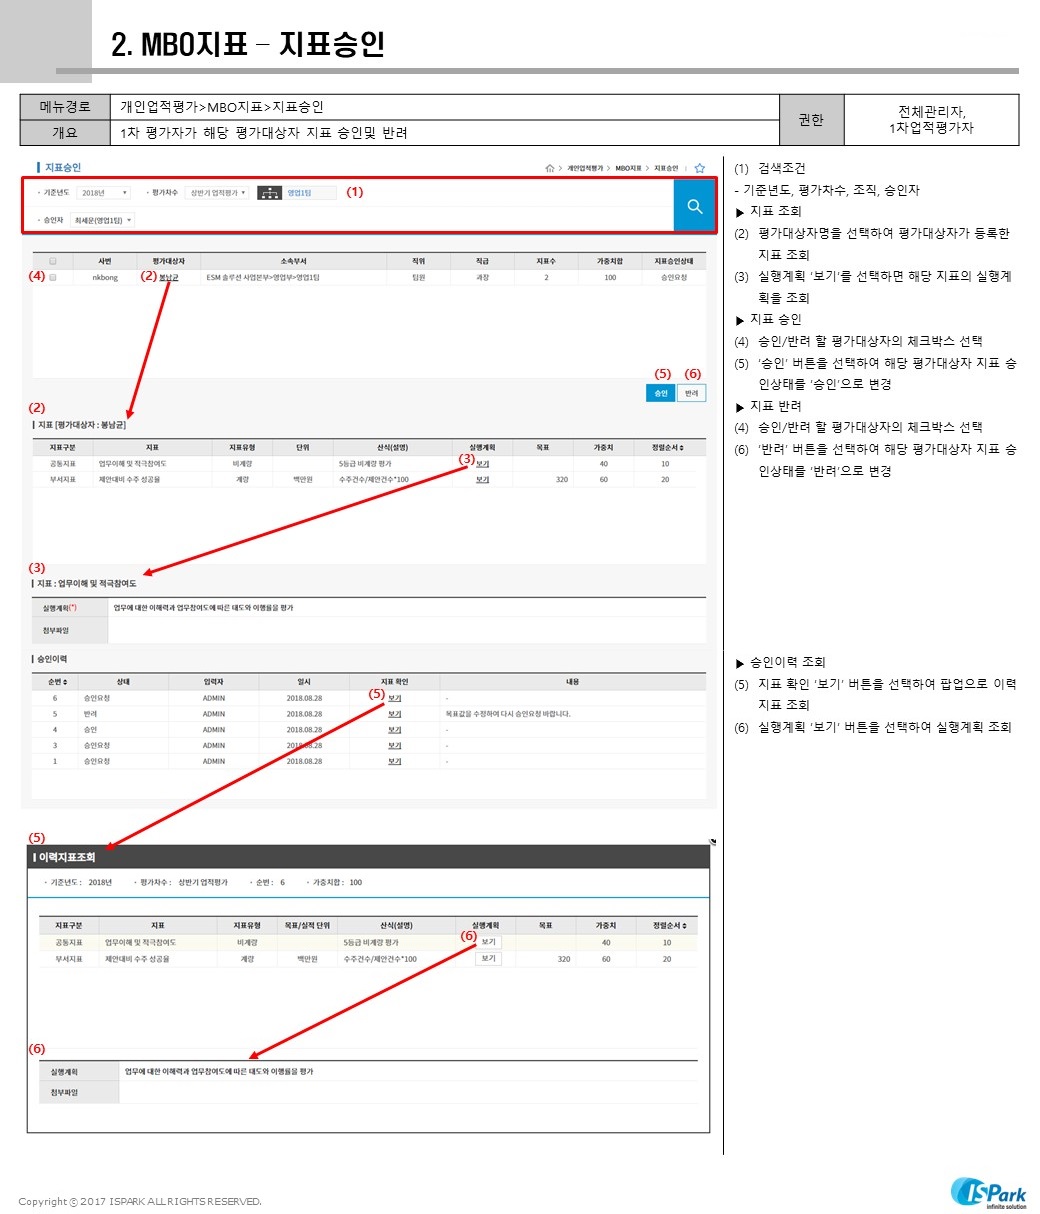 2. MBO지표 – 지표승인
메뉴경로 개인업적평가>MBO지표>지표승인 권한 전체관리자,
1차업적평가자
개요 1차 평가자가 해당 평가대상자 지표 승인및 반려
지표승인 > 개인업적평가 > MBO지표 > 지표승인
기준년도 2018년 평가차수 상반기 업적평가 영업1팀 (1)
승인자 최세운(영업1팀)
사번 평가대상자 소속부서 직위 직급 지표수 가중치합 지표승인상태
(4) nkbong (2) 봉남균 ESM 솔루션 사업본부>영업부>영업1팀 팀원 과장 2 100 승인요청
(5) (6)
승인 반려
(2)
지표 [평가대상자 : 봉남균]
지표구분 지표 지표유형 단위 산식(설명) 실행계획 목표 가중치 정렬순서
공통지표 업무이해 및 적극참여도 비계량 5등급 비계량 평가 (3) 보기 40 10
부서지표 제안대비 수주 성공율 계량 백만원 수주건수/제안건수*100 보기 320 60 20
(3)
지표 : 업무이해 및 적극참여도
실행계획(*) 업무에 대한 이해력과 업무참여도에 따른 태도와 이행률을 평가
첨부파일
승인이력
순번 상태 입력자 일시 지표 확인 내용
6 승인요청 ADMIN 2018.08.28 (5) 보기 -
5 반려 ADMIN 2018.08.28 보기 목표값을 수정하여 다시 승인요청 바랍니다.
4 승인 ADMIN 2018.08.28 보기 -
3 승인요청 ADMIN 2018.08.28 보기 -
1 승인요청 ADMIN 2018.08.28 보기 -
(5)
이력지표조회
기준년도 : 2018년 평가차수 : 상반기 업적평가 순번 : 6 가중치합 : 100
지표구분 지표 지표유형 목표/실적 단위 산식(설명) 실행계획 목표 가중치 정렬순서
공통지표 업무이해 및 적극참여도 비계량 5등급 비계량 평가 (6) 보기 40 10
부서지표 제안대비 수주 성공율 계량 백만원 수주건수/제안건수*100 보기 320 60 20
(6)
실행계획 업무에 대한 이해력과 업무참여도에 따른 태도와 이행률을 평가
첨부파일
(1) 검색조건
- 기준년도, 평가차수, 조직, 승인자
▶ 지표 조회
(2) 평가대상자명을 선택하여 평가대상자가 등록한
지표 조회
(3) 실행계획 ‘보기’를 선택하면 해당 지표의 실행계
획을 조회
▶ 지표 승인
(4) 승인/반려 할 평가대상자의 체크박스 선택
(5) ‘승인’ 버튼을 선택하여 해당 평가대상자 지표 승
인상태를 ‘승인’으로 변경
▶ 지표 반려
(4) 승인/반려 할 평가대상자의 체크박스 선택
(6) ‘반려’ 버튼을 선택하여 해당 평가대상자 지표 승
인상태를 ‘반려’으로 변경
▶ 승인이력 조회
(5) 지표 확인 ‘보기’ 버튼을 선택하여 팝업으로 이력
지표 조회
(6) 실행계획 ‘보기’ 버튼을 선택하여 실행계획 조회
Copyright ⓒ 2017 ISPARK ALL RIGHTS RESERVED.
ISPark
infinite solution